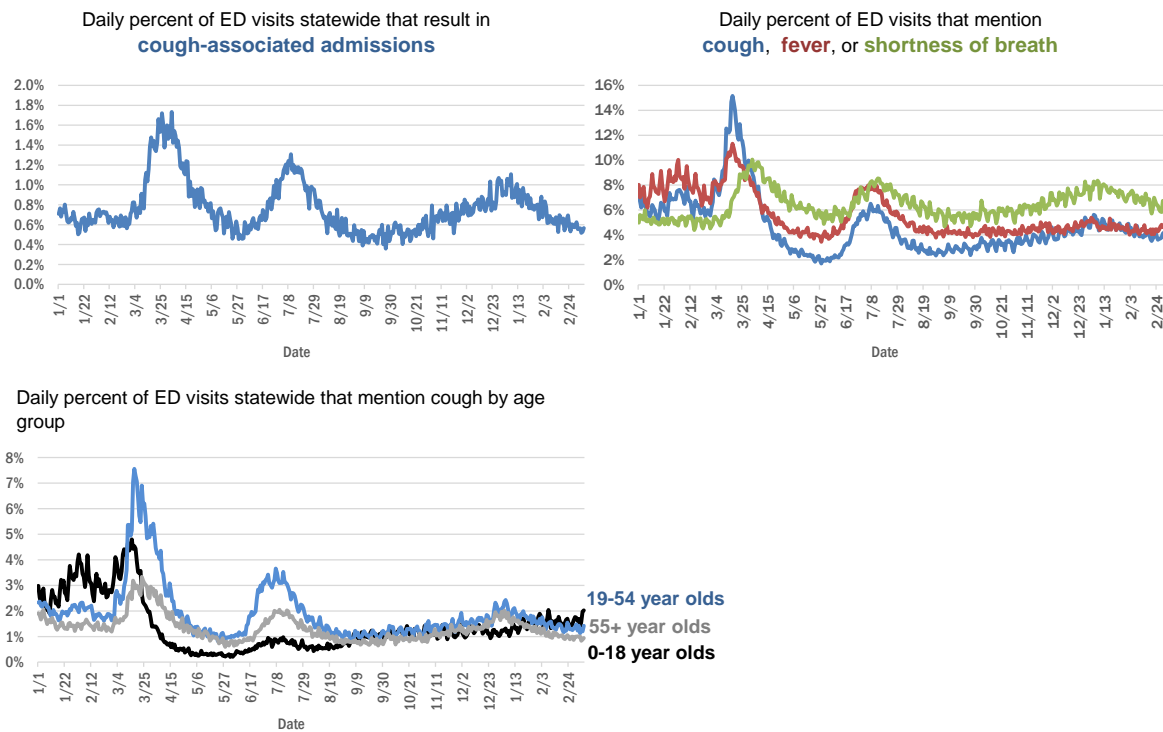 Daily percent of ED visits statewide that result in
cough-associated admissions
2.0%
1.8%
1.6%
1.4%
1.2%
1.0%
0.8%
0.6%
0.4%
0.2%
0.0%
1/1 1/22 2/12 3/4 3/25 4/15 5/6 5/27 6/17 7/8 7/29 8/19 9/9 9/30 10/21 11/11 12/2 12/23 1/13 2/3 2/24
Date
Daily percent of ED visits that mention
cough, fever, or shortness of breath
16%
14%
12%
10%
8%
6%
4%
2%
0%
1/1 1/22 2/12 3/4 3/25 4/15 5/6 5/27 6/17 7/8 7/29 8/19 9/9 9/30 10/21 11/11 12/2 12/23 1/13 2/3 2/24
Date
Daily percent of ED visits statewide that mention cough by age
group
8%
7%
6%
5%
4%
3%
2%
1%
0%
1/1 1/22 2/12 3/4 3/25 4/15 5/6 5/27 6/17 7/8 7/29 8/19 9/9 9/30 10/21 11/11 12/2 12/23 1/13 2/3 2/24
Date
19-54 year olds
55+ year olds
0-18 year olds